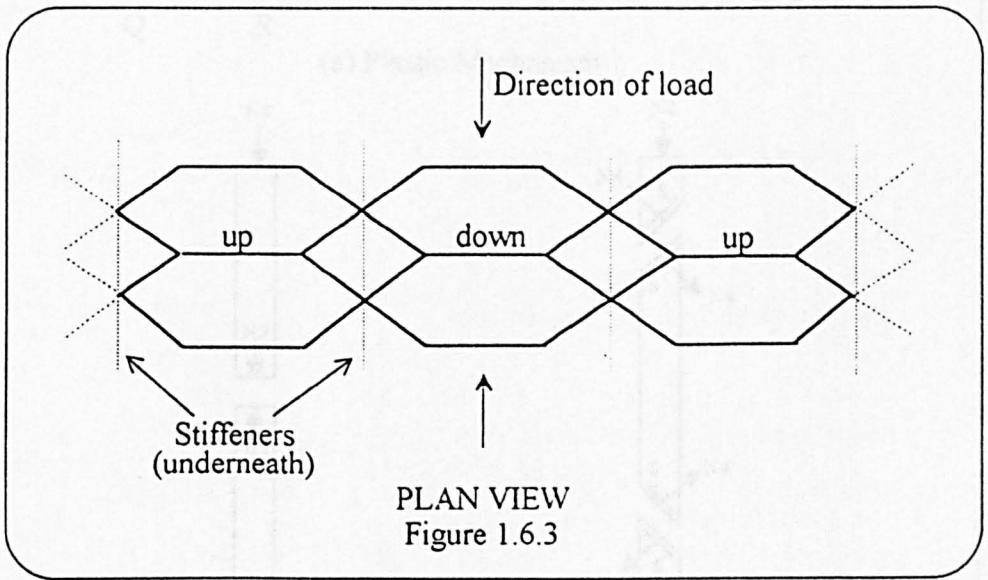 Direction of load
up
down
up
Stiffeners
(underneath)
PLAN VIEW
Figure 1.6.3